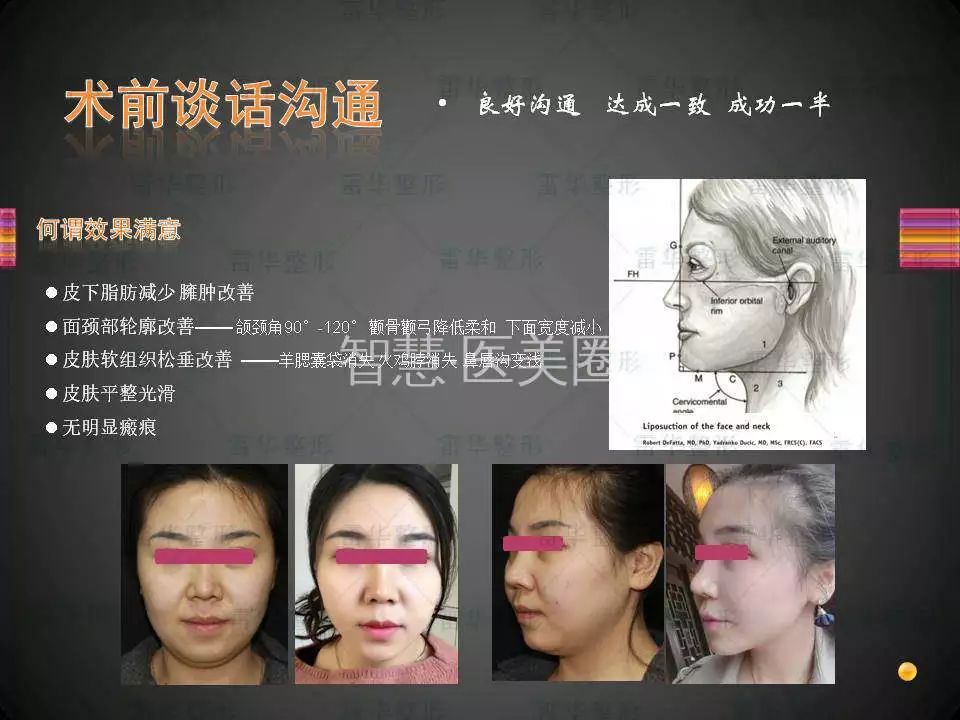 术前谈话沟通
• 良好沟通 达成一致 成功一半
何谓效果满意
● 皮下脂肪减少 臃肿改善
● 面颈部轮廓改善——颌颈角90°-120° 颧骨颧弓降低柔和 下面宽度减小
● 皮肤软组织松垂改善 ——羊腮囊袋消失 火鸡脖消失 鼻唇沟变浅
● 皮肤平整光滑
● 无明显瘢痕
G
External auditory
canal
FH
Inferior orbital
rim
1
P
M C 2 3
Cervicomental
angle
Liposuction of the face and neck
Robert DeFatta, MD, PhD, Yadranko Ducic, MD, MSc, FRCS(C), FACS
智慧 医美圈
雷华整形